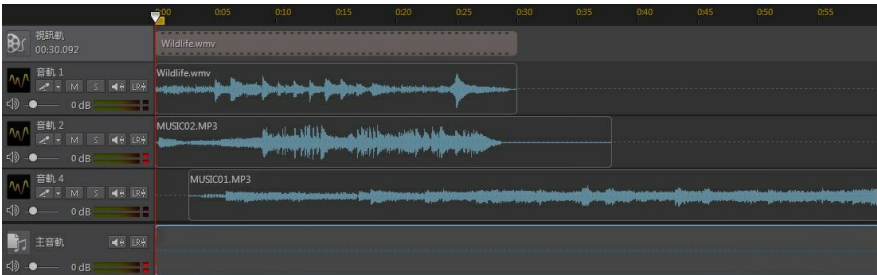 0:00 0:05 0:10 0:15 0:20 0:25 0:30 0:35 0:40 0:45 0:50 0:55
視訊軌
00:30.092
Wildlife.wmv
音軌 1
M S LR
0 dB
Wildlife.wmv
音軌 2
M S LR
0 dB
MUSIC02.MP3
音軌 4
M S LR
0 dB
MUSIC01.MP3
主音軌
LR
0 dB